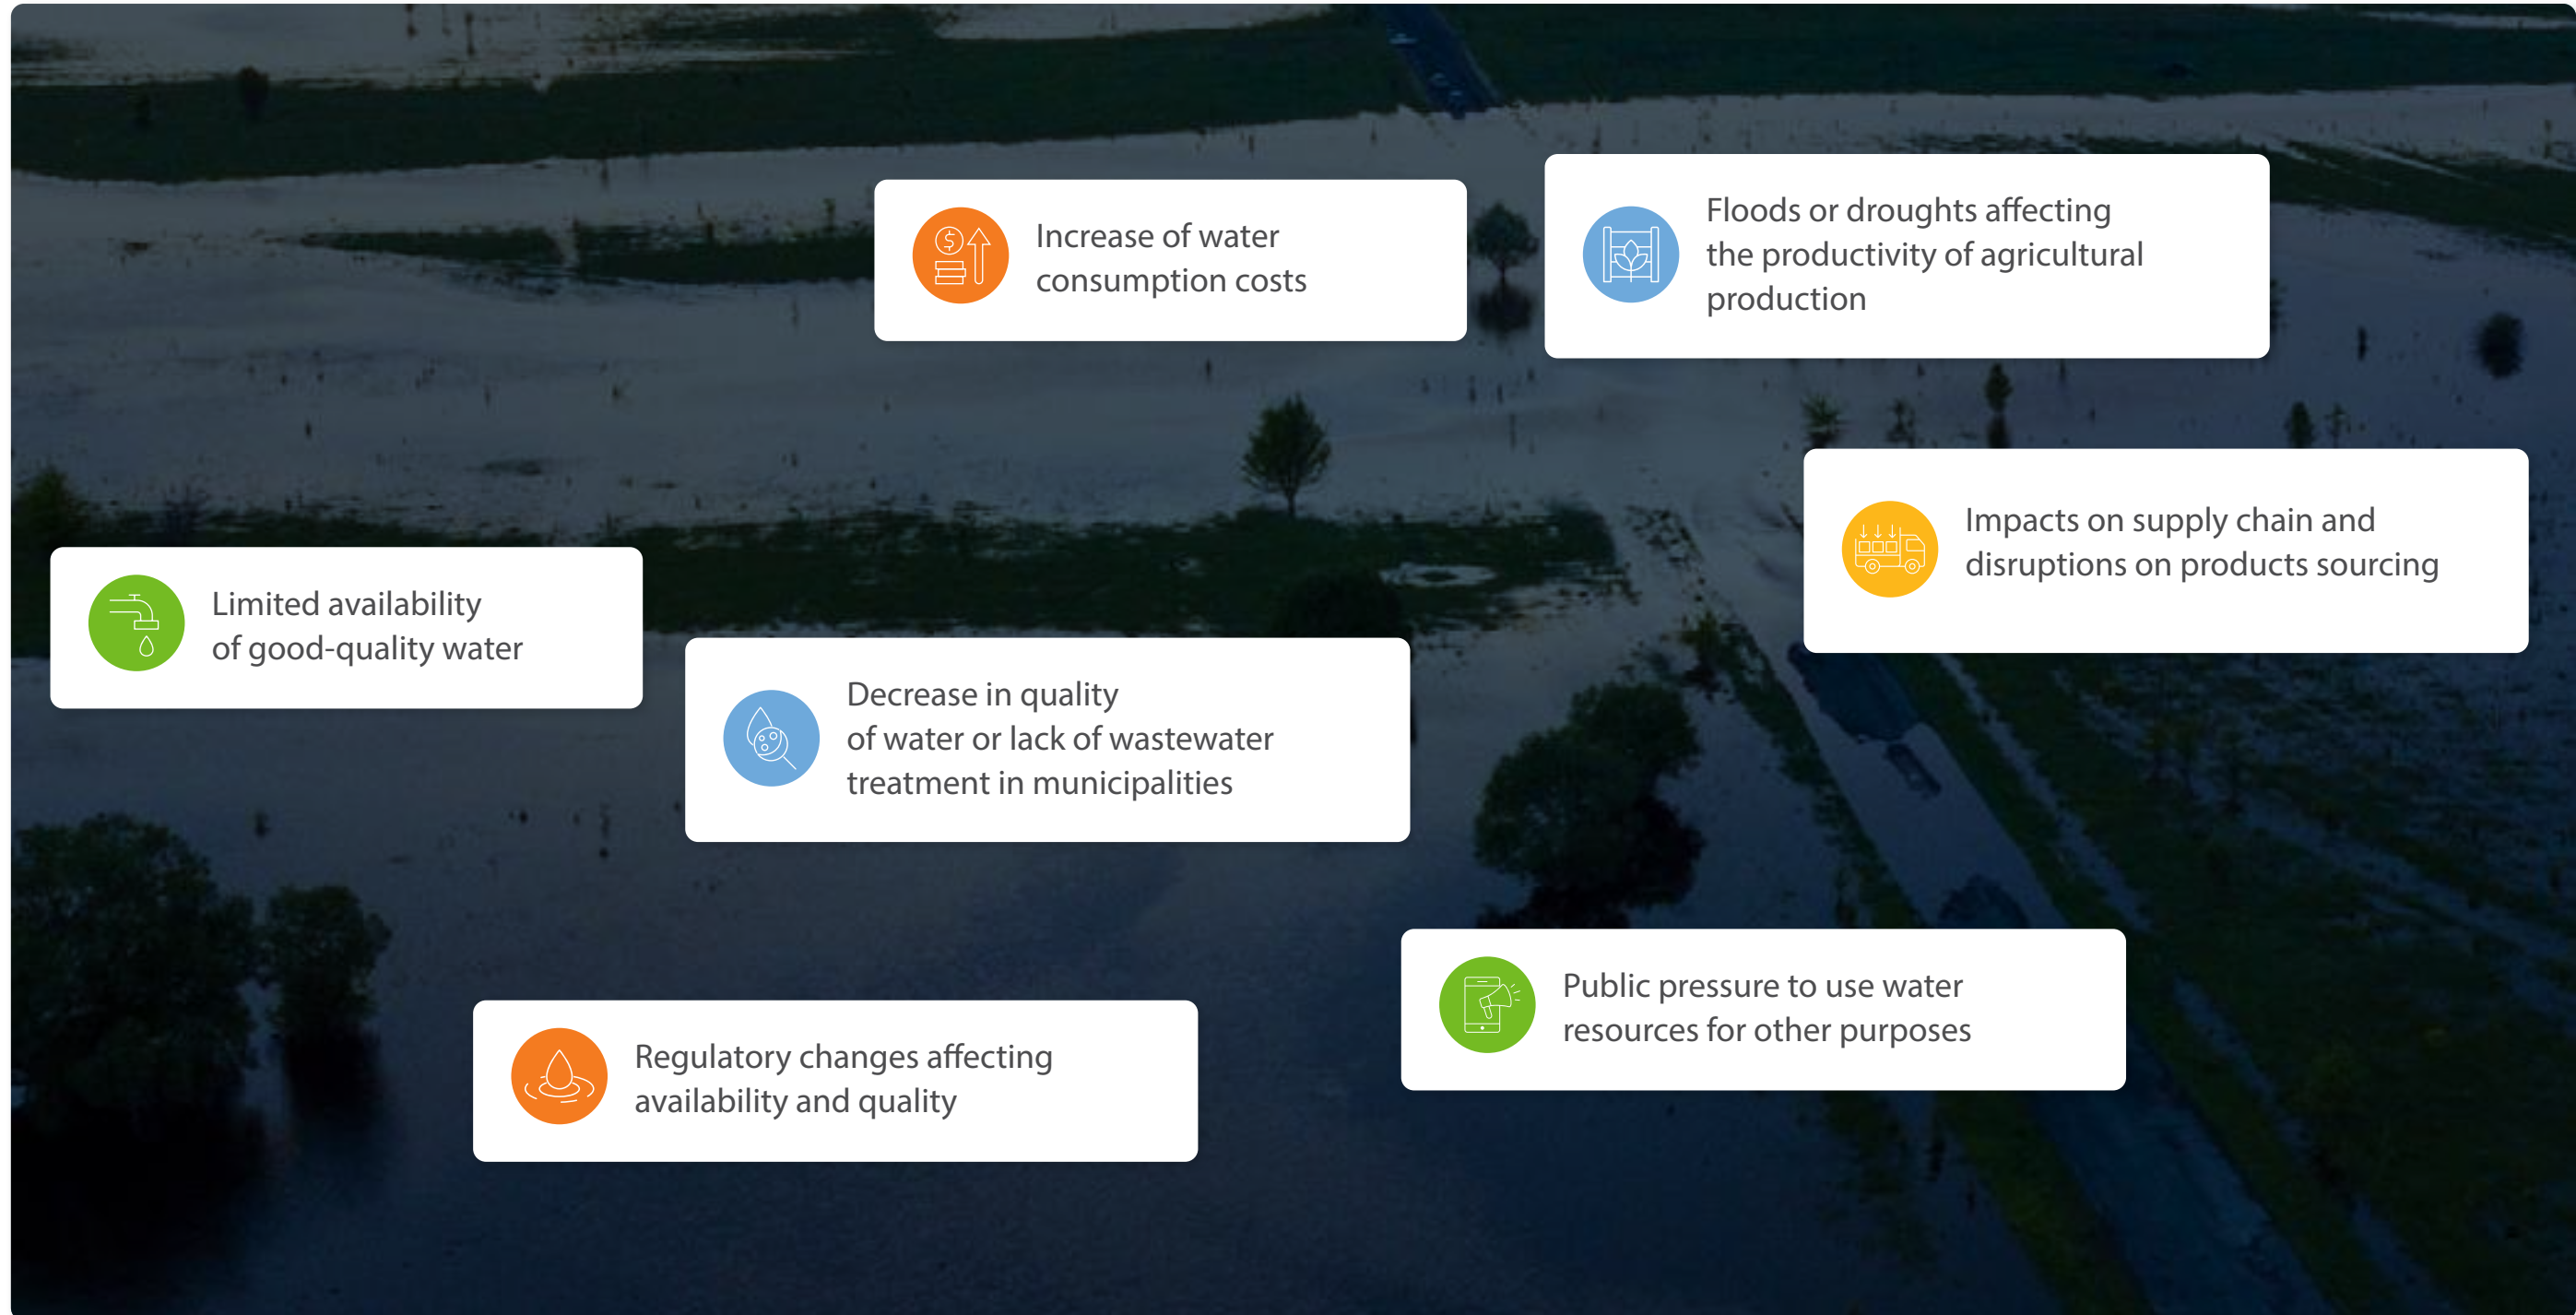 Increase of water
consumption costs
Floods or droughts affecting
the productivity of agricultural
production
Impacts on supply chain and
disruptions on products sourcing
Limited availability
of good-quality water
Decrease in quality
of water or lack of wastewater
treatment in municipalities
Public pressure to use water
resources for other purposes
Regulatory changes affecting
availability and quality